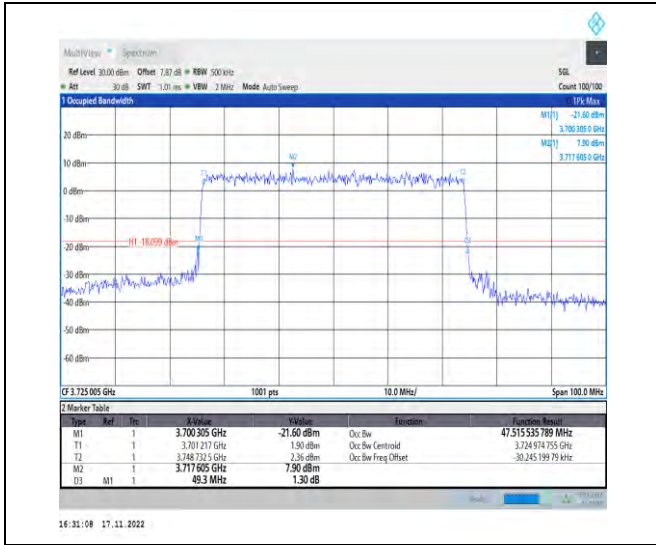 MultiView Spectrum
Ref Level 30.00 dBm Offset 7.87 dB RBW 500 kHz SGL
Att 30 dB SWT 1.01 ms VBW 2 MHz Mode Auto Sweep Count 100/100
1 Occupied Bandwidth 1Pk Max
M1[1] -21.60 dBm
3.700 305 0 GHz
M2[1] 7.90 dBm
3.717 605 0 GHz
20 dBm
M2
10 dBm
T1 T2
0 dBm
-10 dBm
H1 -18.099 dBm
M1 D3
-20 dBm
-30 dBm
-40 dBm
-50 dBm
-60 dBm
CF 3.725 005 GHz 1001 pts 10.0 MHz/ Span 100.0 MHz
2 Marker Table
Type Ref Trc X-Value Y-Value Function Function Result
M1 1 3.700 305 GHz -21.60 dBm Occ Bw 47.515 535 789 MHz
T1 1 3.701 217 GHz 1.90 dBm Occ Bw Centroid 3.724 974 755 GHz
T2 1 3.748 732 5 GHz 2.36 dBm Occ Bw Freq Offset -30.245 199 79 kHz
M2 1 3.717 605 GHz 7.90 dBm
D3 M1 1 49.3 MHz 1.30 dB
16:31:08 17.11.2022